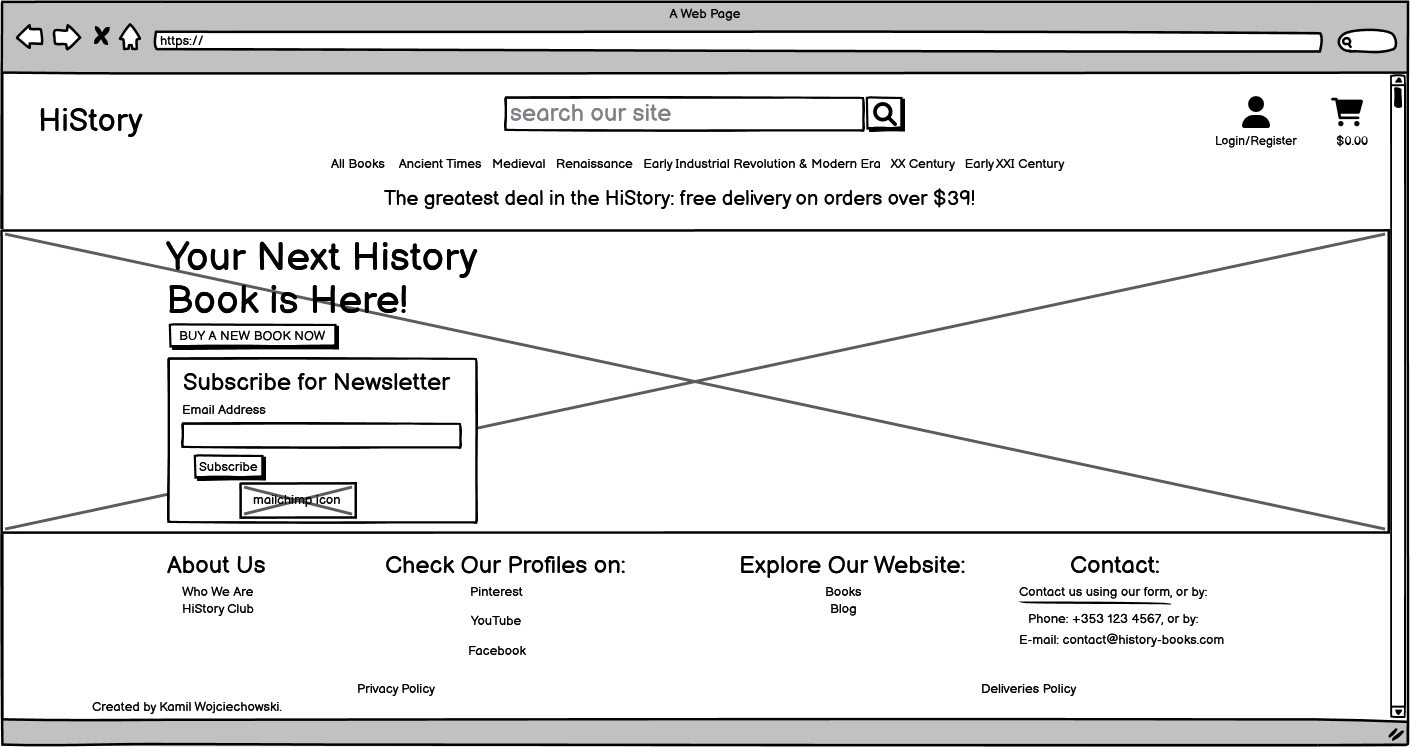 A Web Page
https://
HiStory
search our site
Login/Register
$0.00
All Books Ancient Times Medieval Renaissance Early Industrial Revolution & Modern Era XX Century Early XXI Century
The greatest deal in the HiStory: free delivery on orders over $39!
Your Next History
Book is Here!
BUY A NEW BOOK NOW
Subscribe for Newsletter
Email Address
Subscribe
mailchimp icon
About Us
Who We Are
HiStory Club
Check Our Profiles on:
Pinterest
YouTube
Facebook
Explore Our Website:
Books
Blog
Contact:
Contact us using our form, or by:
Phone: +353 123 4567, or by:
E-mail: contact@history-books.com
Privacy Policy
Deliveries Policy
Created by Kamil Wojciechowski.